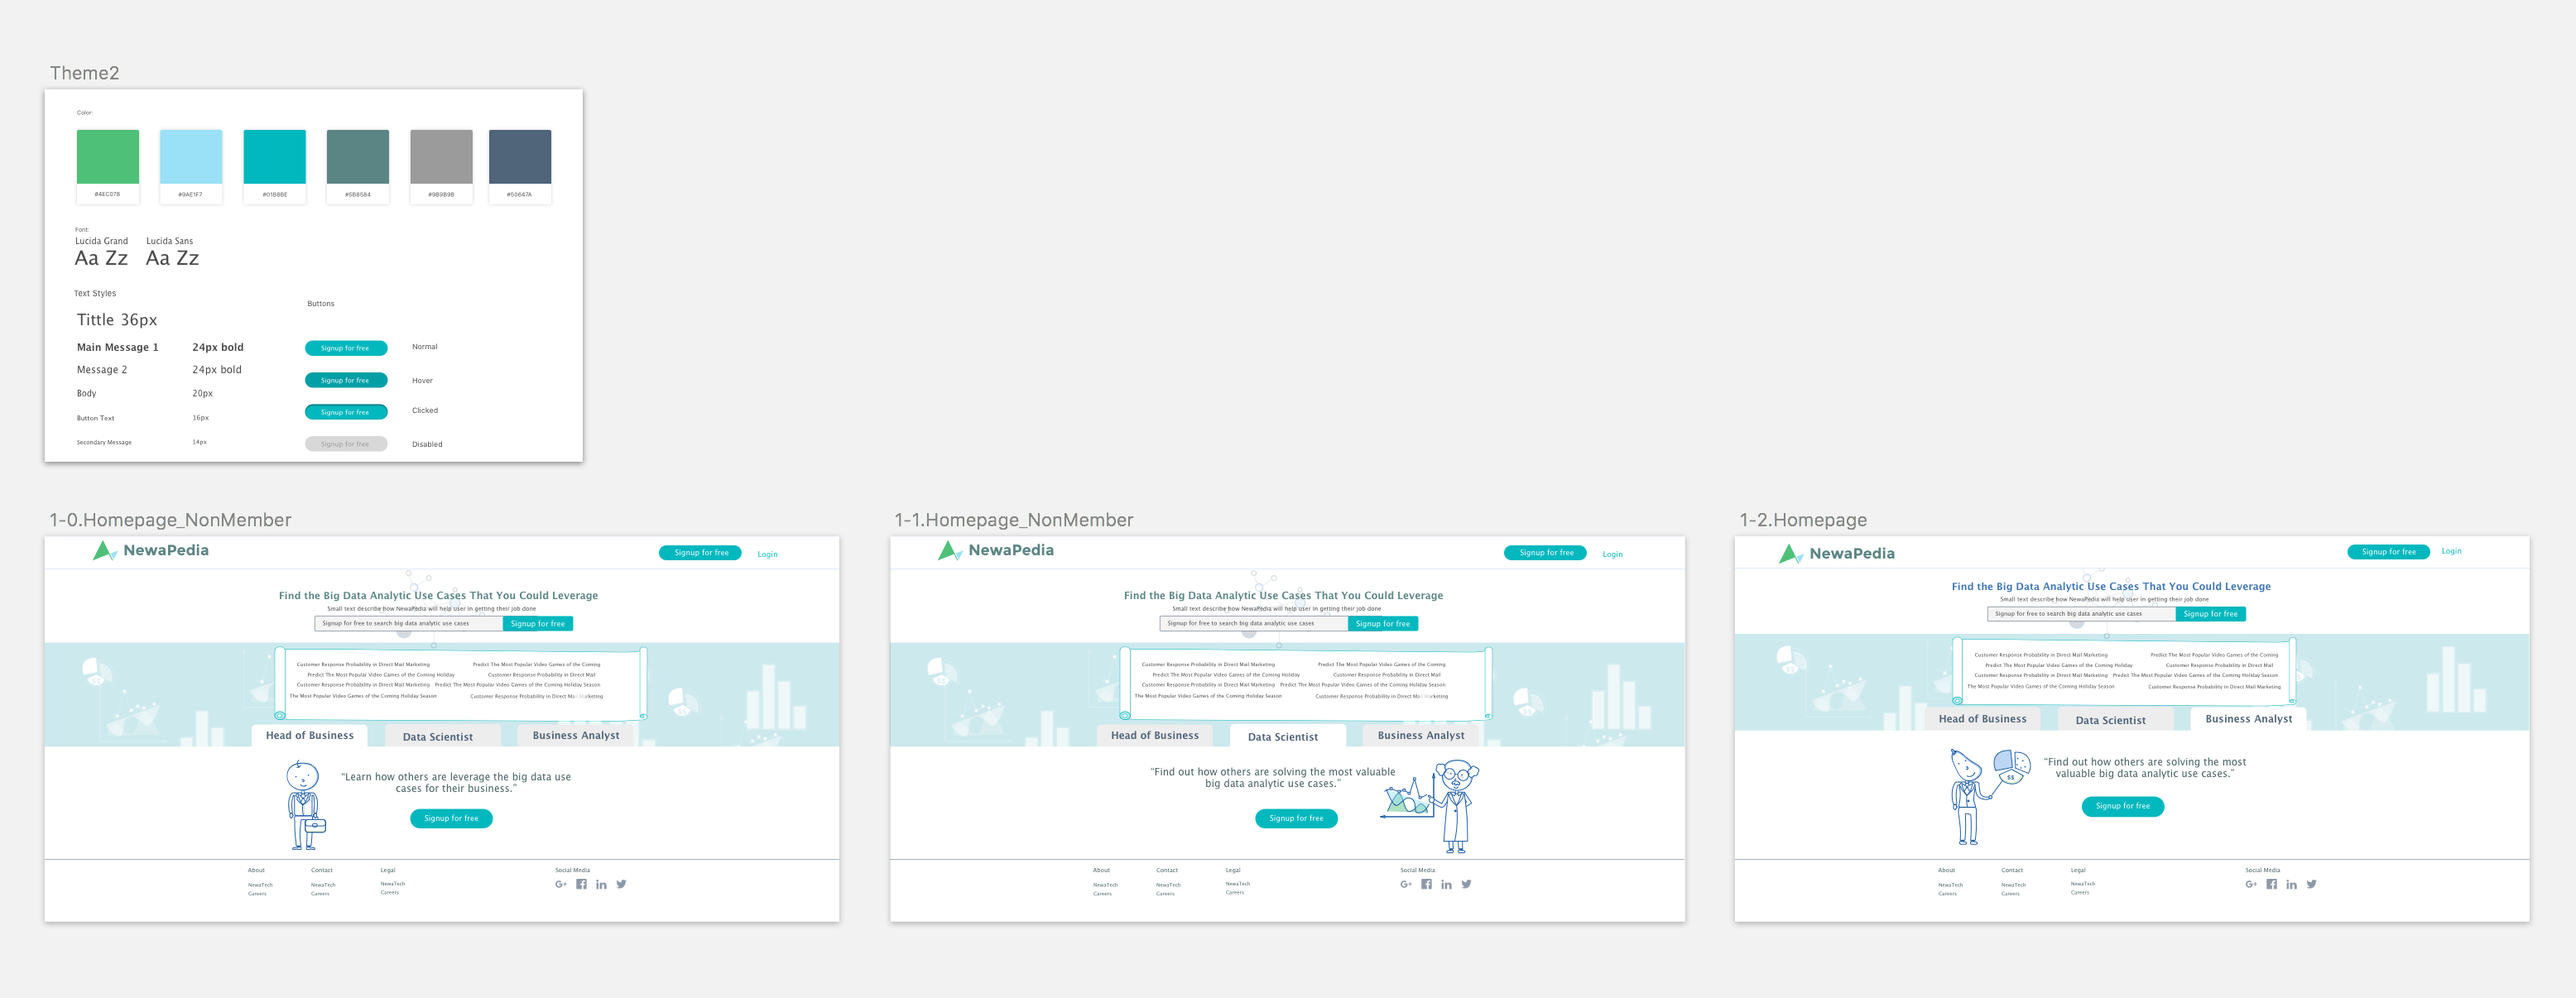 Theme2
Color:
#4EC078
#9AE1F7
#01B8BE
#5B8584
#9B9B9B
#50647A
Font:
Lucida Grand
Lucida Sans
Aa Zz
Aa Zz
Text Styles
Buttons
Tittle 36px
Main Message 1
24px bold
Signup for free
Normal
Message 2
24px bold
Signup for free
Hover
Body
20px
Signup for free
Clicked
Button Text
16px
Secondary Message
14px
Signup for free
Disabled
1-0.Homepage_NonMember
NewaPedia
Signup for free
Login
Find the Big Data Analytic Use Cases That You Could Leverage
Small text describe how NewaPedia will help user in getting their job done
Signup for free to search big data analytic use cases
Signup for free
Customer Response Probability in Direct Mail Marketing
Predict The Most Popular Video Games of the Coming
Predict The Most Popular Video Games of the Coming Holiday
Customer Response Probability in Direct Mail
Customer Response Probability in Direct Mail Marketing
Predict The Most Popular Video Games of the Coming Holiday Season
The Most Popular Video Games of the Coming Holiday Season
Customer Response Probability in Direct Mail Marketing
Head of Business
Data Scientist
Business Analyst
“Learn how others are leverage the big data use
cases for their business.”
Signup for free
About
Contact
Legal
Social Media
NewaTech
NewaTech
NewaTech
Careers
Careers
Careers
G+
in
1-1.Homepage_NonMember
NewaPedia
Signup for free
Login
Find the Big Data Analytic Use Cases That You Could Leverage
Small text describe how NewaPedia will help user in getting their job done
Signup for free to search big data analytic use cases
Signup for free
Customer Response Probability in Direct Mail Marketing
Predict The Most Popular Video Games of the Coming
Predict The Most Popular Video Games of the Coming Holiday
Customer Response Probability in Direct Mail
Customer Response Probability in Direct Mail Marketing
Predict The Most Popular Video Games of the Coming Holiday Season
The Most Popular Video Games of the Coming Holiday Season
Customer Response Probability in Direct Mail Marketing
Head of Business
Data Scientist
Business Analyst
“Find out how others are solving the most valuable
big data analytic use cases.”
Signup for free
About
Contact
Legal
Social Media
NewaTech
NewaTech
NewaTech
Careers
Careers
Careers
G+
in
1-2.Homepage
NewaPedia
Signup for free
Login
Find the Big Data Analytic Use Cases That You Could Leverage
Small text describe how NewaPedia will help user in getting their job done
Signup for free to search big data analytic use cases
Signup for free
Customer Response Probability in Direct Mail Marketing
Predict The Most Popular Video Games of the Coming
Predict The Most Popular Video Games of the Coming Holiday
Customer Response Probability in Direct Mail
Customer Response Probability in Direct Mail Marketing
Predict The Most Popular Video Games of the Coming Holiday Season
The Most Popular Video Games of the Coming Holiday Season
Customer Response Probability in Direct Mail Marketing
Head of Business
Data Scientist
Business Analyst
$$
“Find out how others are solving the most
valuable big data analytic use cases.”
Signup for free
About
Contact
Legal
Social Media
NewaTech
NewaTech
NewaTech
Careers
Careers
Careers
G+
in